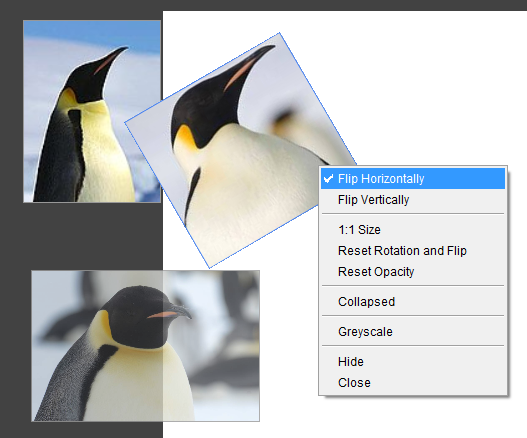 Flip Horizontally
Flip Vertically
1:1 Size
Reset Rotation and Flip
Reset Opacity
Collapsed
Greyscale
Hide
Close